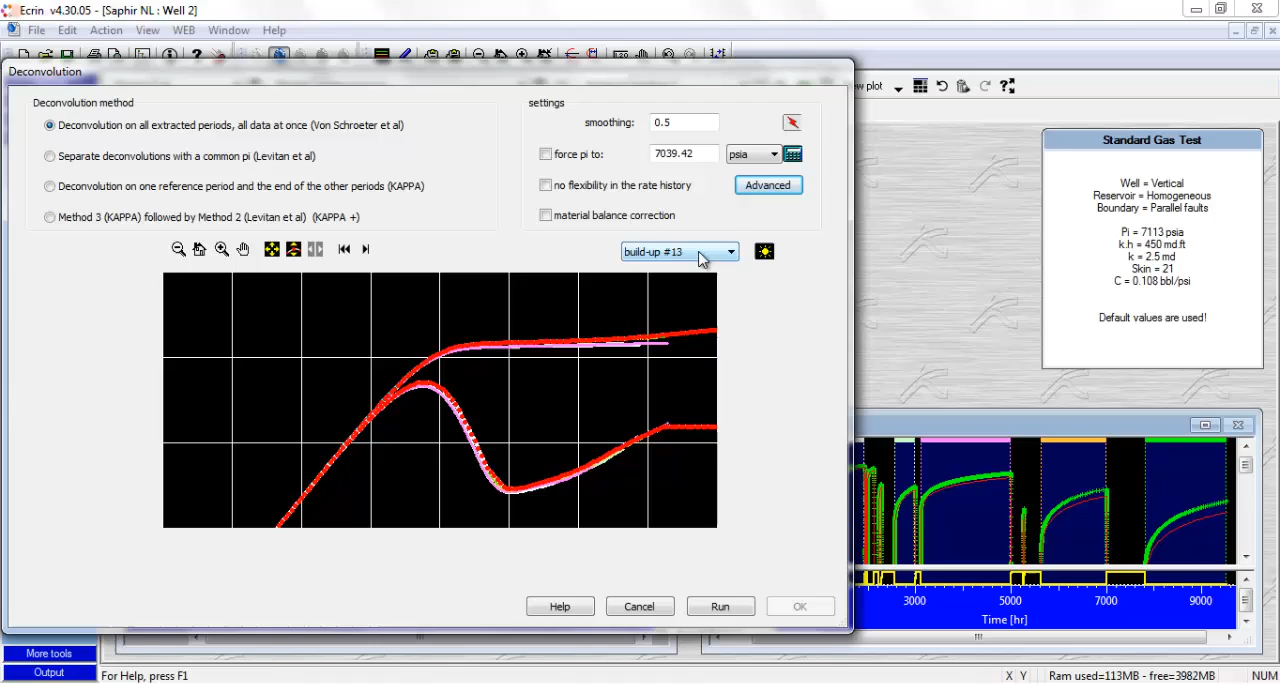 Ecrin v4.30.05 - [Saphir NL : Well 2]
File Edit Action View Window WEB Help
Deconvolution
Deconvolution method
Deconvolution on all extracted periods, all data at once (Von Schroeter et al)
Separate deconvolutions with a common pi (Levitan et al)
Deconvolution on one reference period and the end of the other periods (KAPPA)
Method 3 (KAPPA) followed by Method 2 (Levitan et al) (KAPPA +)
settings
smoothing: 0.5
force pi to: 7039.42 psia
no flexibility in the rate history Advanced
material balance correction
build-up #13
Help Cancel Run OK
ew plot
Standard Gas Test
Well = Vertical
Reservoir = Homogeneous
Boundary = Parallel faults
Pi = 7113 psia
k.h = 450 md.ft
k = 2.5 md
Skin = 21
C = 0.108 bbl/psi
Default values are used!
3000 5000 7000 9000
Time [hr]
More tools
Output
For Help, press F1
X Y Ram used=113MB - free=3982MB NUM